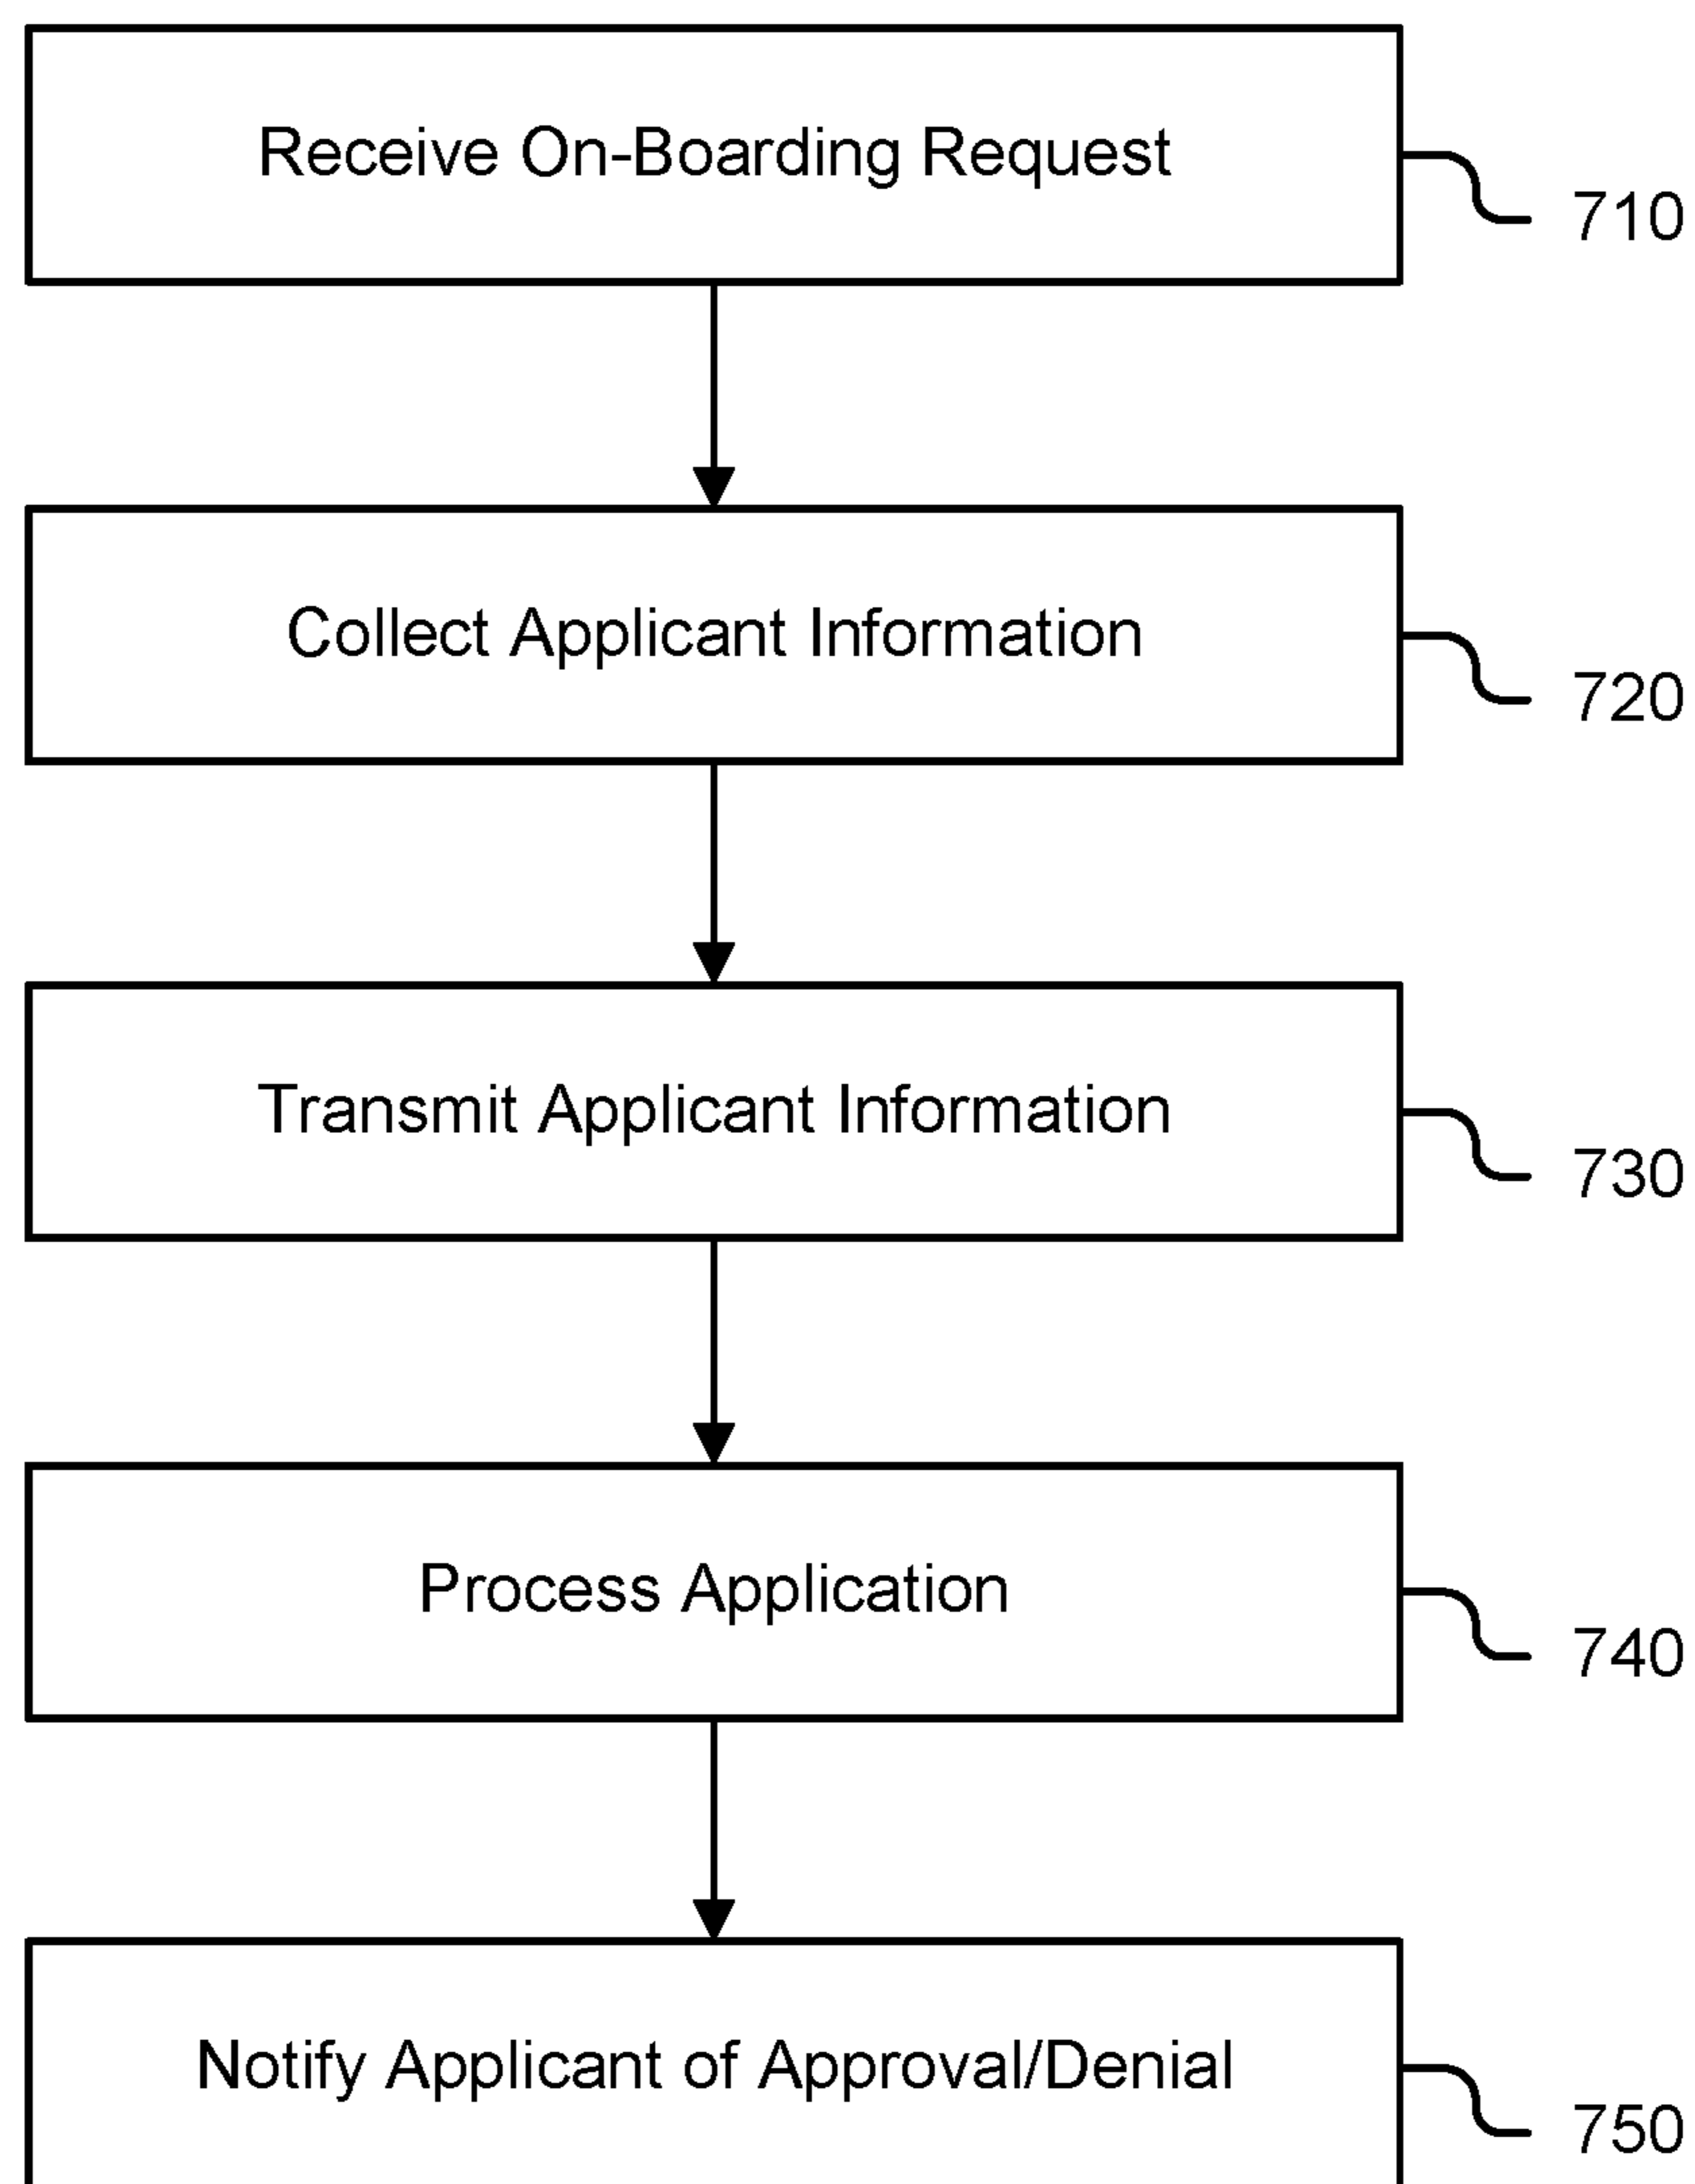 Receive On-Boarding Request
710
Collect Applicant Information
720
Transmit Applicant Information
730
Process Application
740
Notify Applicant of Approval/Denial
750